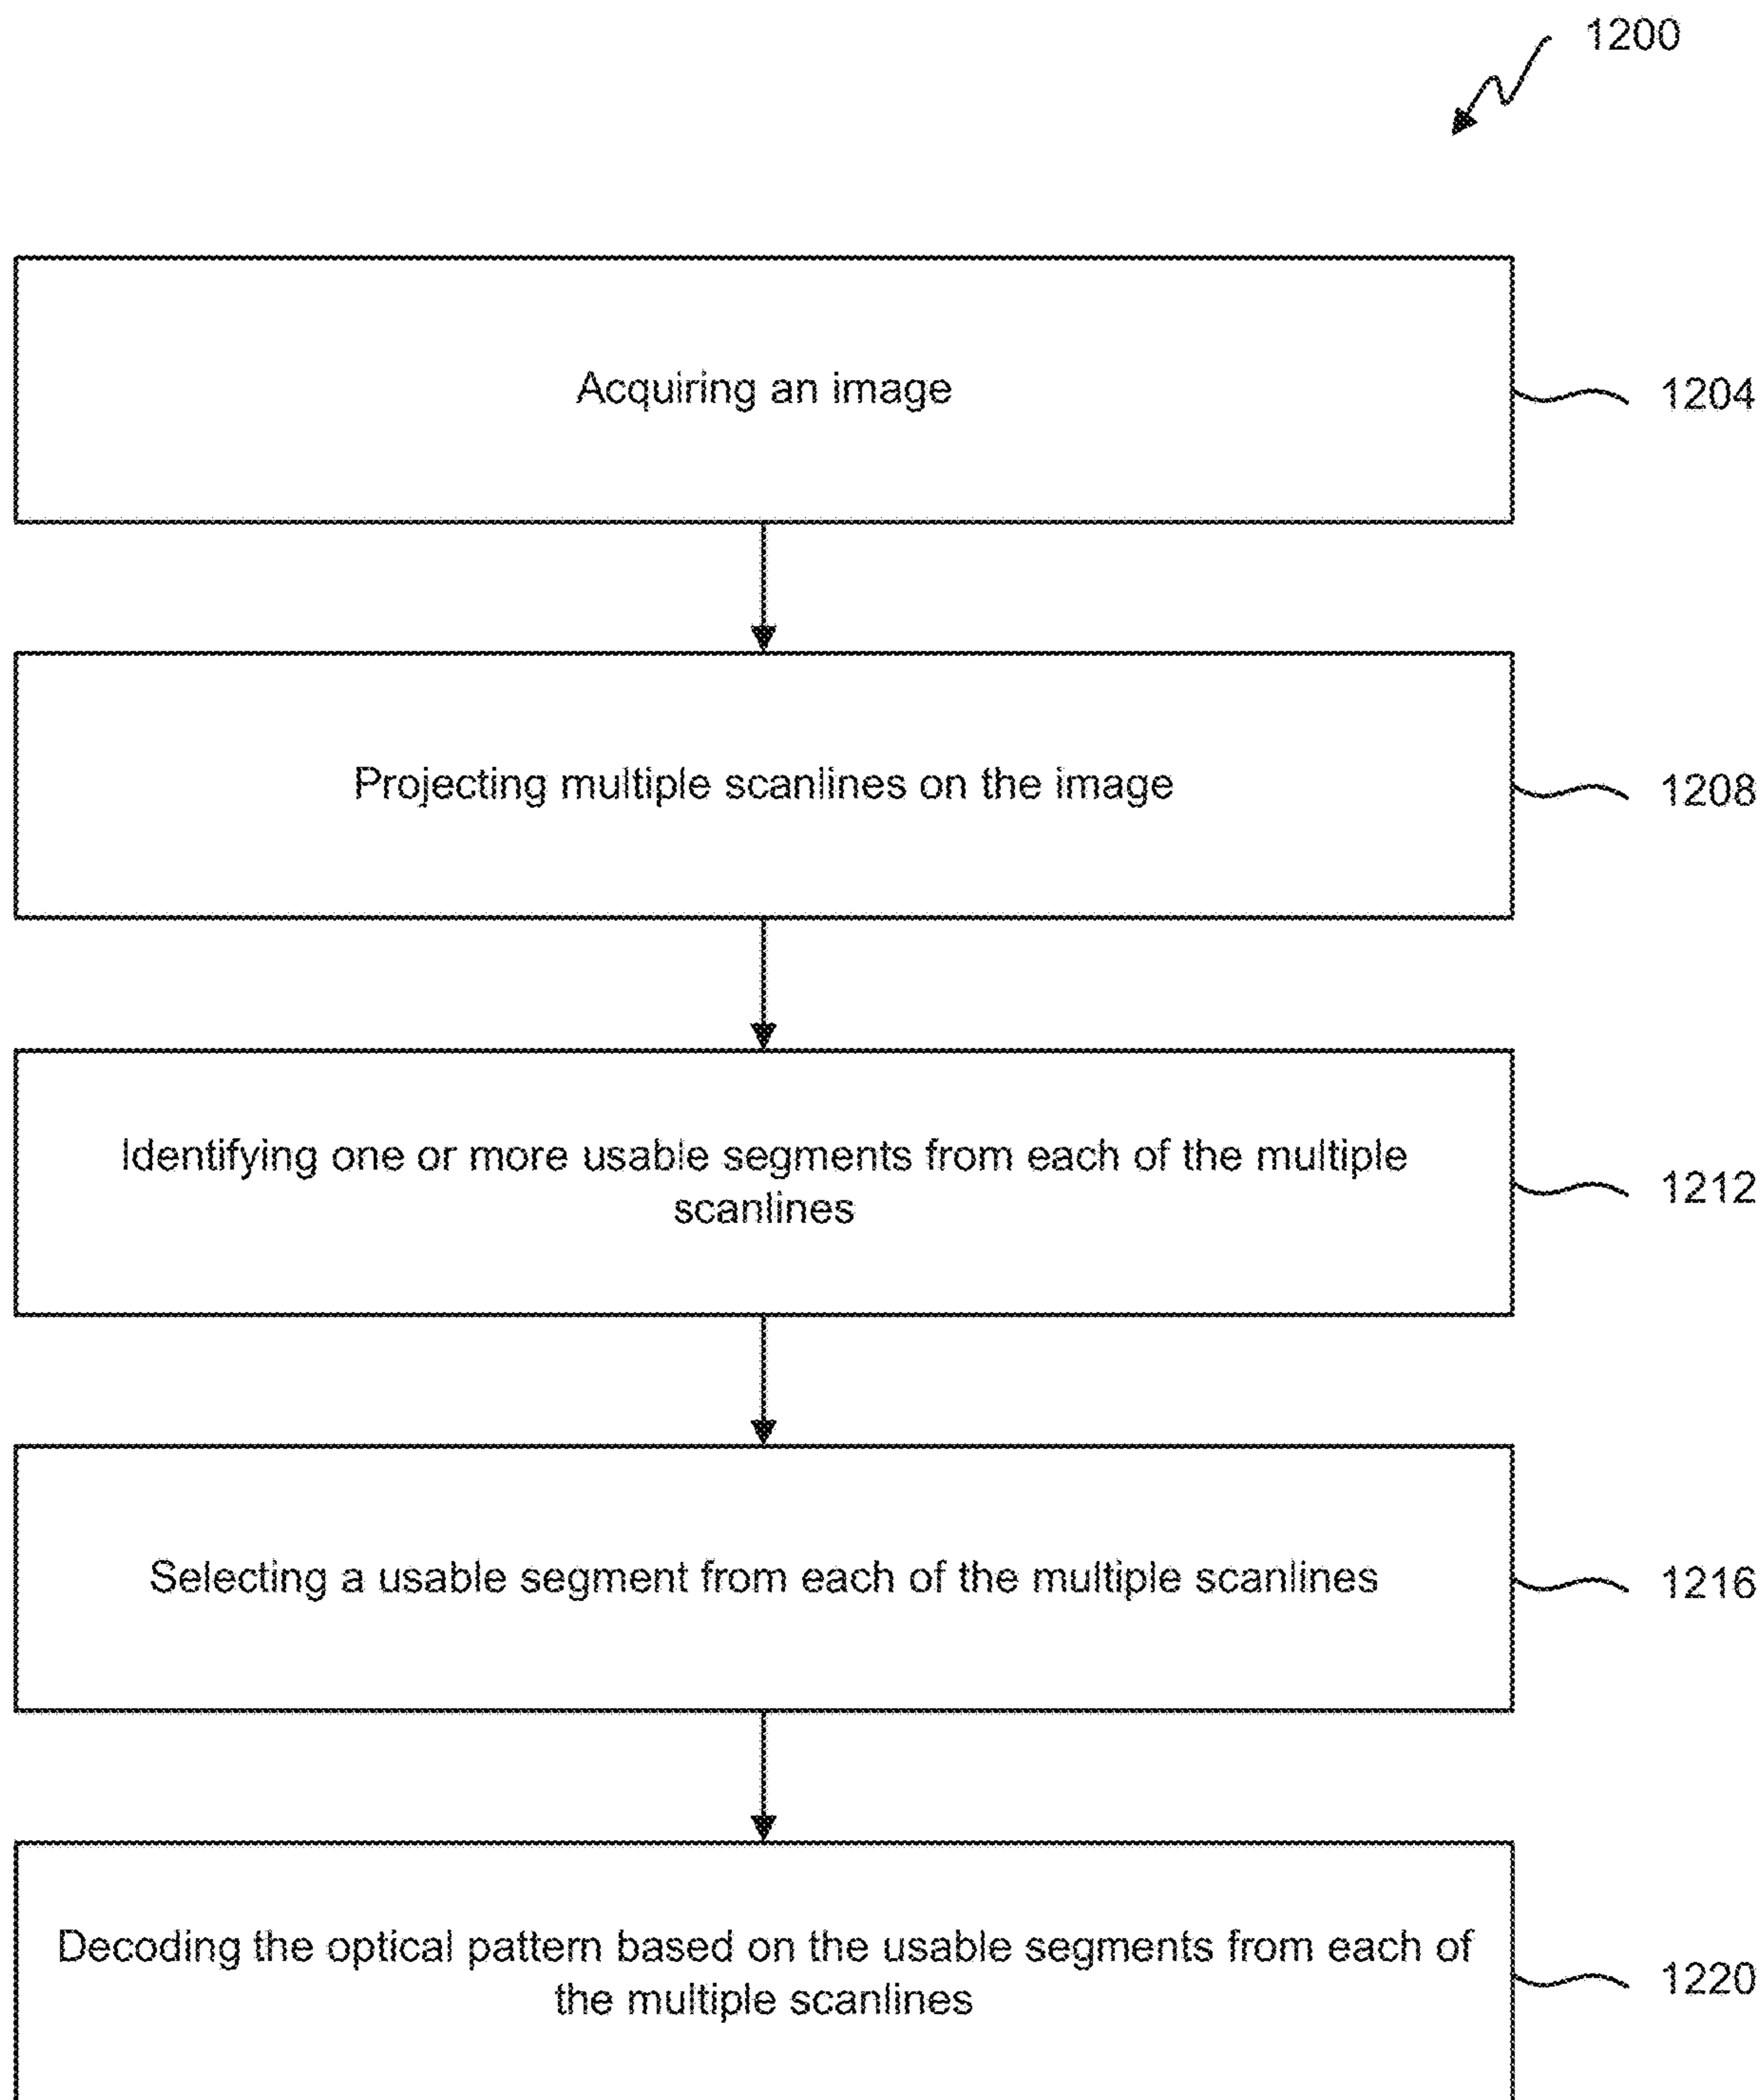 1200
Acquiring an image
1204
Projecting multiple scanlines on the image
1208
Identifying one or more usable segments from each of the multiple
scanlines
1212
Selecting a usable segment from each of the multiple scanlines
1216
Decoding the optical pattern based on the usable segments from each of
the multiple scanlines
1220